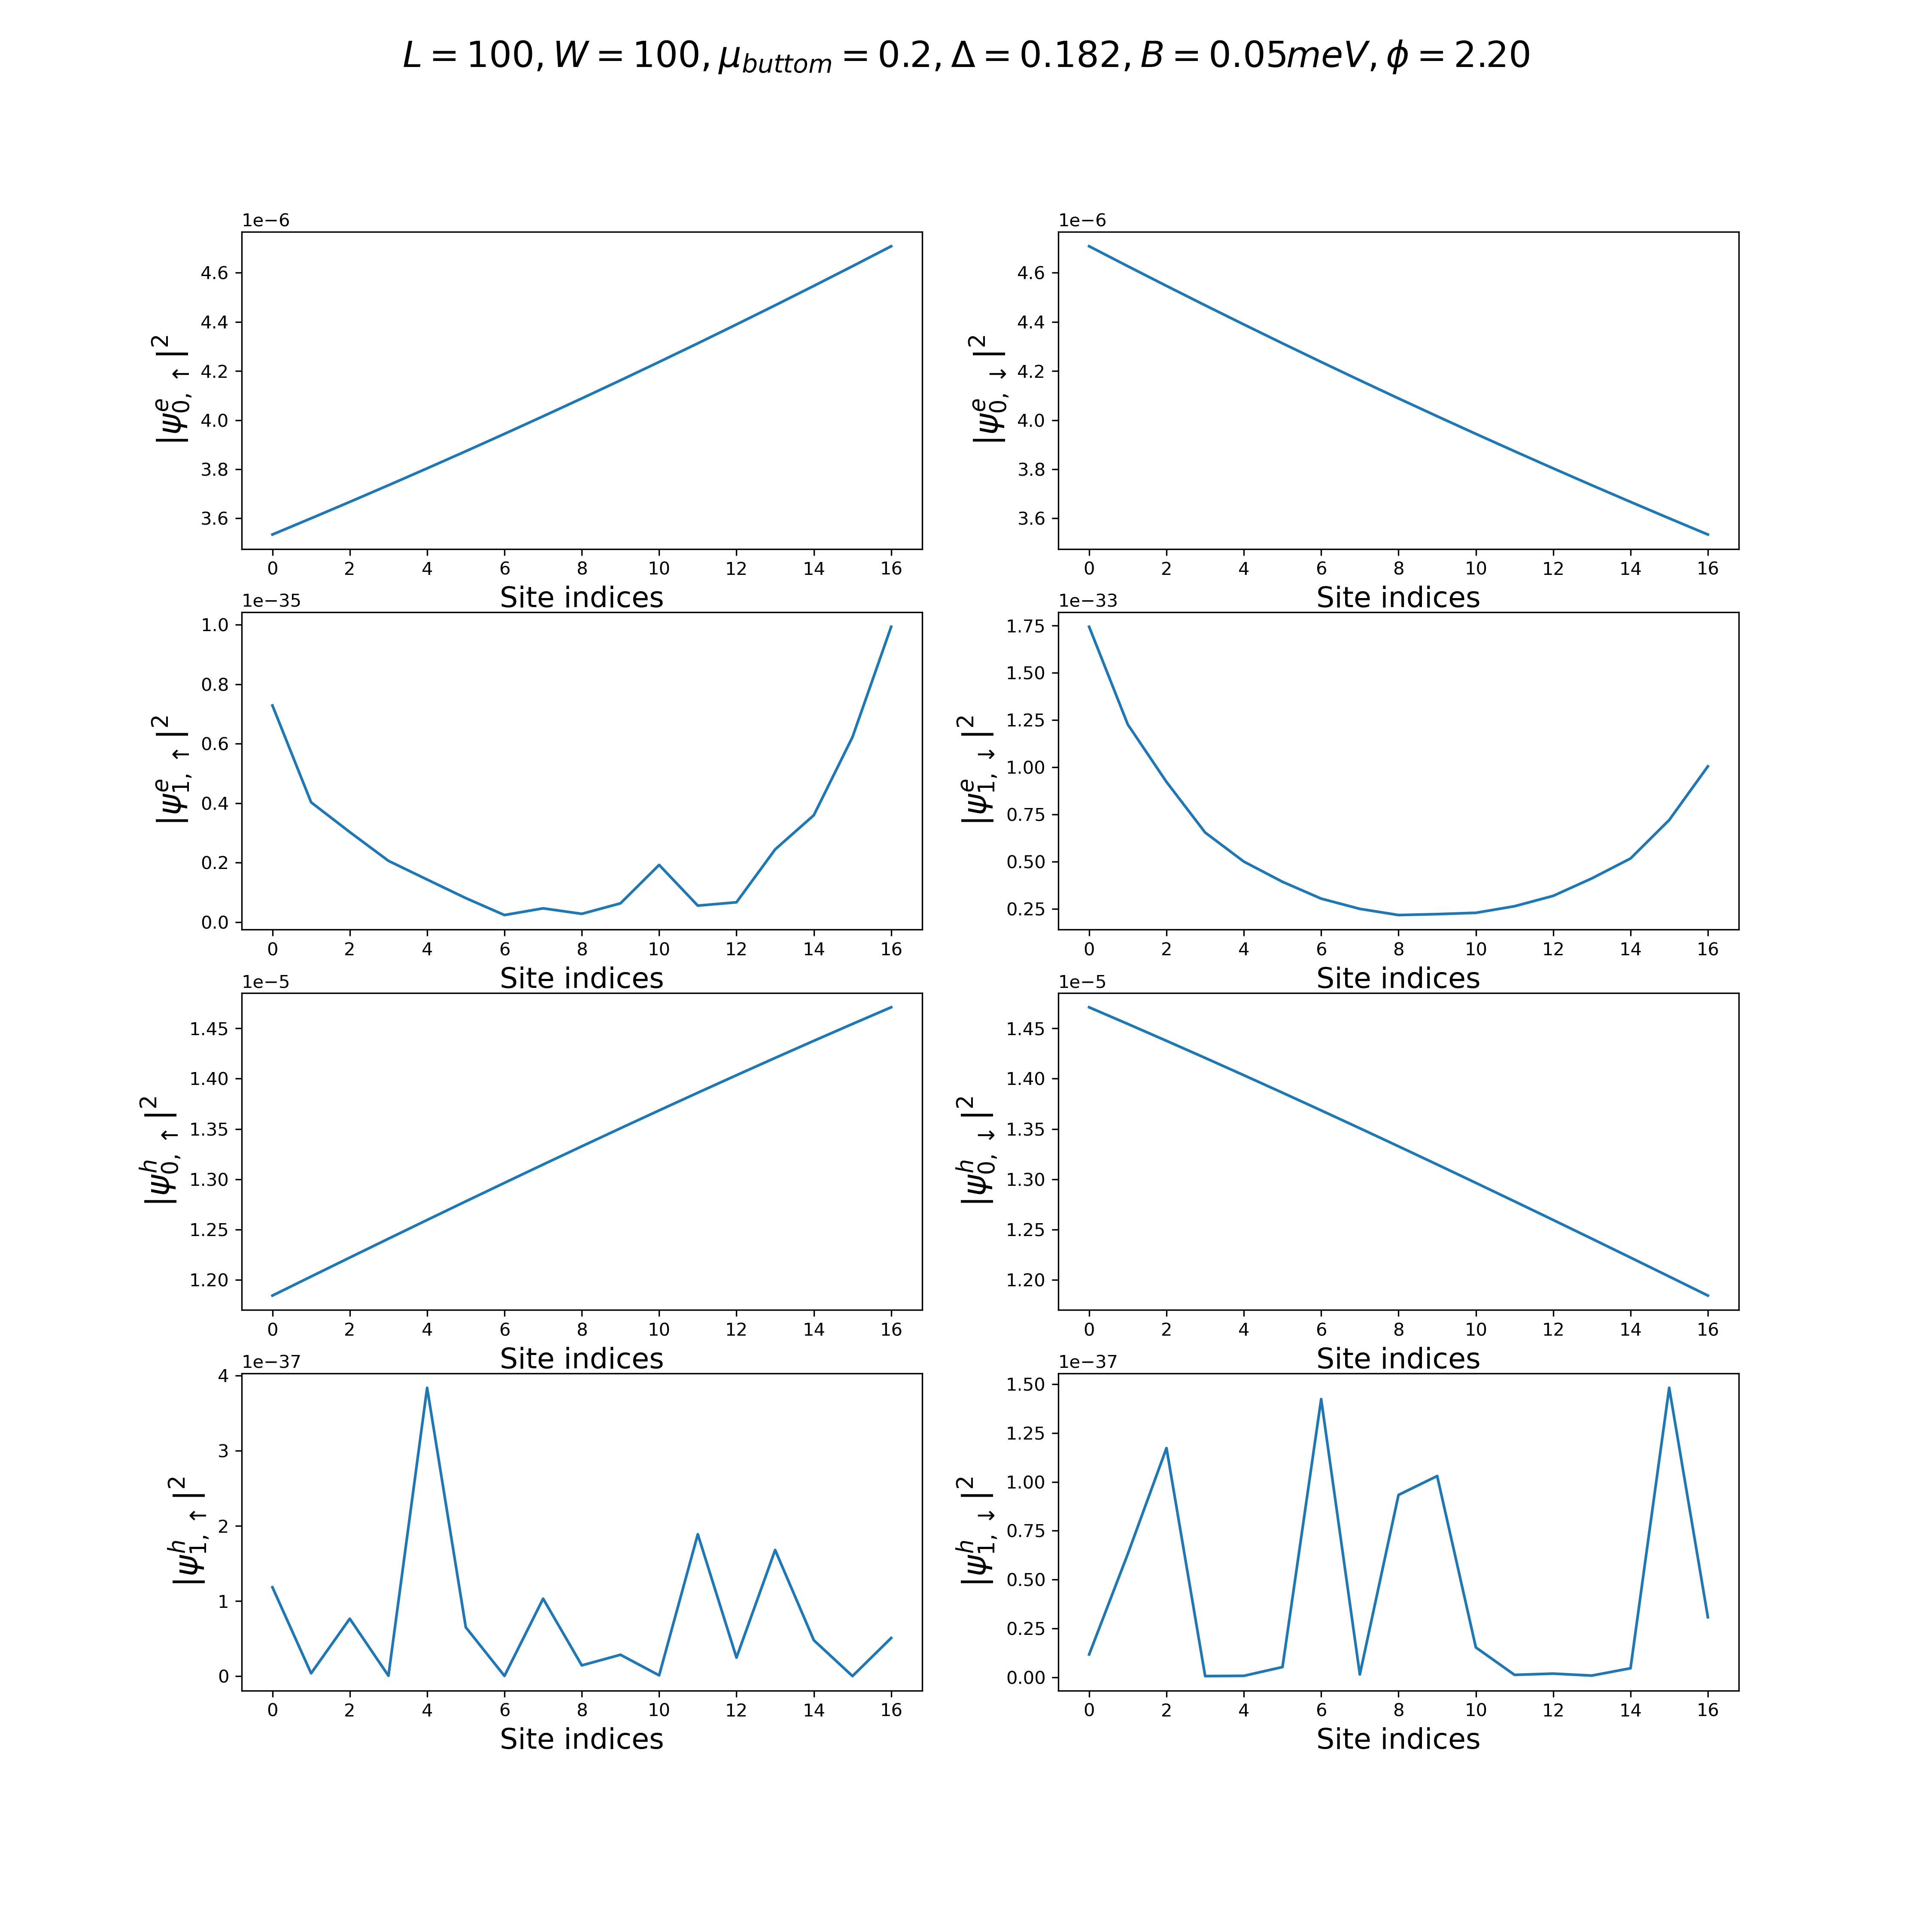 L = 100, W = 100, μ_buttom = 0.2, Δ = 0.182, B = 0.05meV, ϕ = 2.20
1e−6
4.6
4.4
4.2
4.0
3.8
3.6
|ψ^e_{0, ↑}|^2
0 2 4 6 8 10 12 14 16
Site indices
1e−6
4.6
4.4
4.2
4.0
3.8
3.6
|ψ^e_{0, ↓}|^2
0 2 4 6 8 10 12 14 16
Site indices
1e−35
1.0
0.8
0.6
0.4
0.2
0.0
|ψ^e_{1, ↑}|^2
0 2 4 6 8 10 12 14 16
Site indices
1e−33
1.75
1.50
1.25
1.00
0.75
0.50
0.25
|ψ^e_{1, ↓}|^2
0 2 4 6 8 10 12 14 16
Site indices
1e−5
1.45
1.40
1.35
1.30
1.25
1.20
|ψ^h_{0, ↑}|^2
0 2 4 6 8 10 12 14 16
Site indices
1e−5
1.45
1.40
1.35
1.30
1.25
1.20
|ψ^h_{0, ↓}|^2
0 2 4 6 8 10 12 14 16
Site indices
1e−37
4
3
2
1
0
|ψ^h_{1, ↑}|^2
0 2 4 6 8 10 12 14 16
Site indices
1e−37
1.50
1.25
1.00
0.75
0.50
0.25
0.00
|ψ^h_{1, ↓}|^2
0 2 4 6 8 10 12 14 16
Site indices